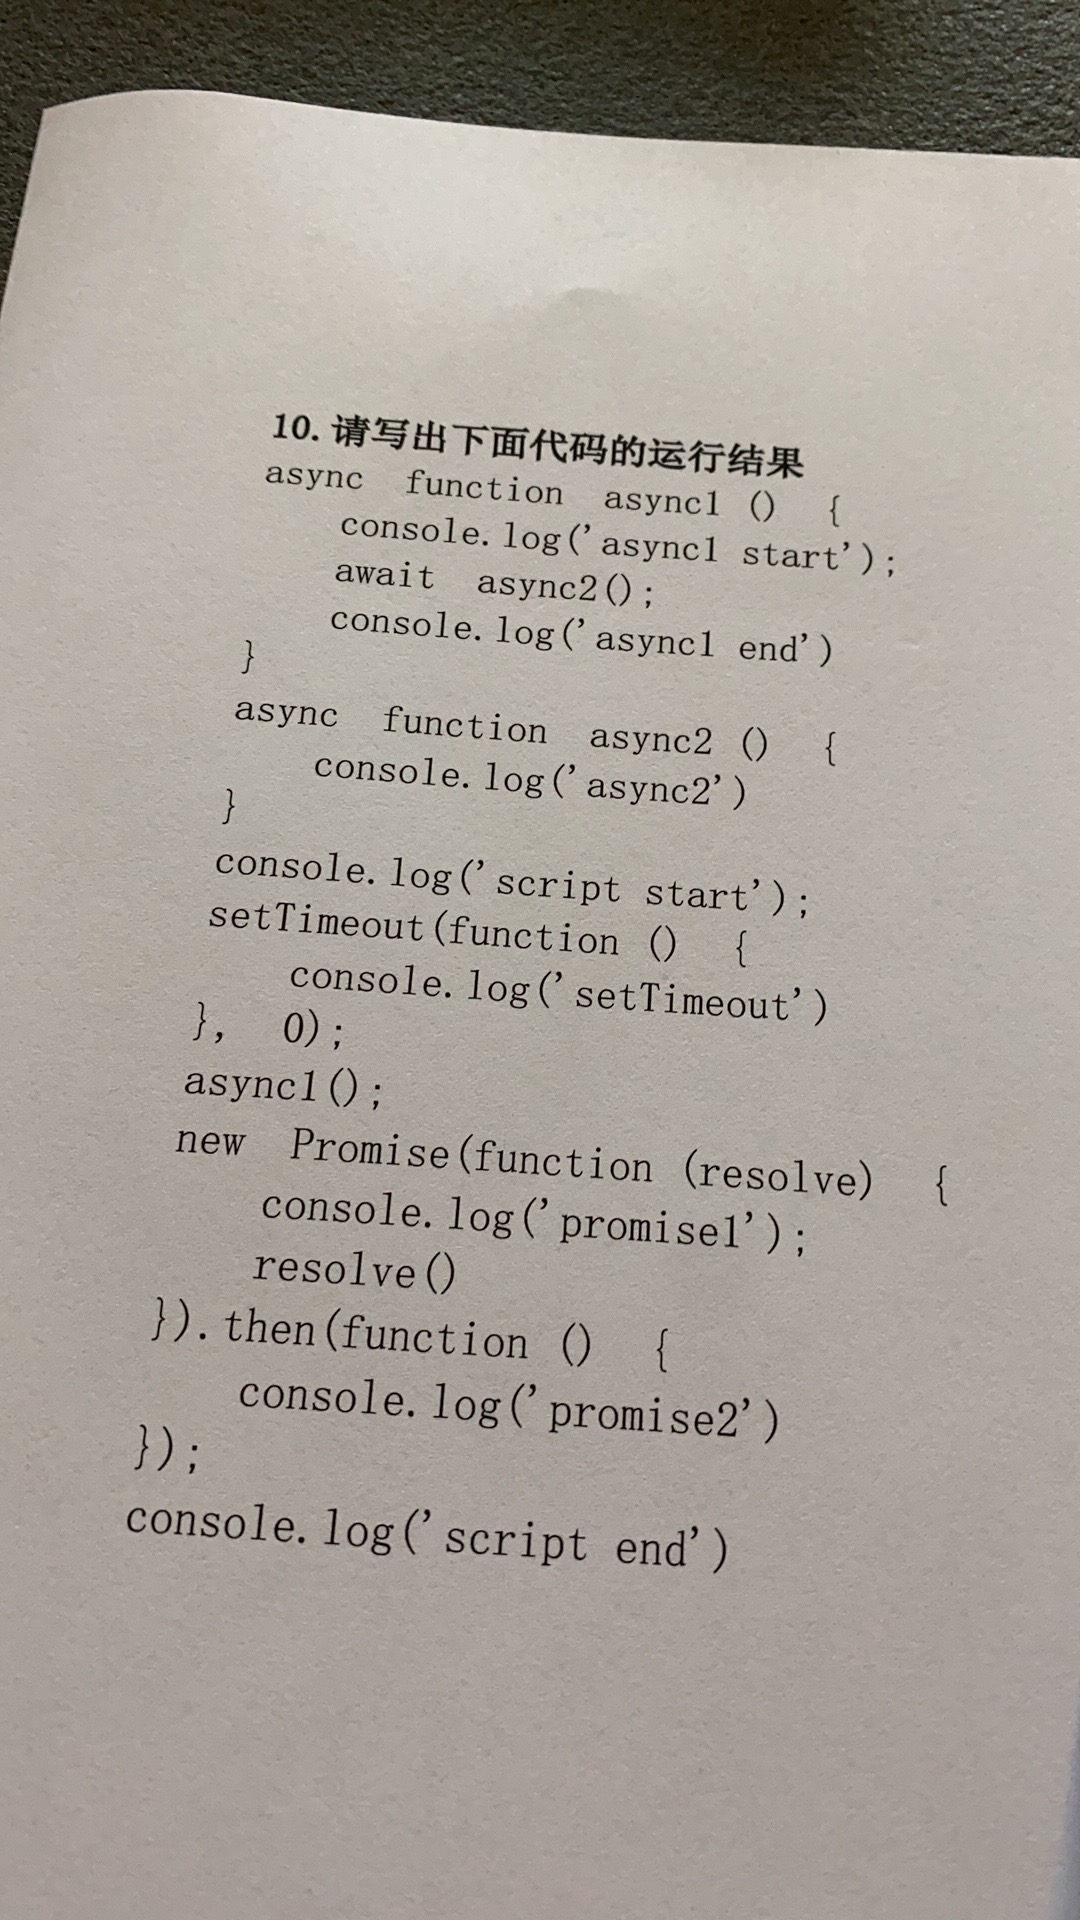 10. 请写出下面代码的运行结果
async function async1 () {
console.log('async1 start');
await async2();
console.log('async1 end')
}
async function async2 () {
console.log('async2')
}
console.log('script start');
setTimeout(function () {
console.log('setTimeout')
}, 0);
async1();
new Promise(function (resolve) {
console.log('promise1');
resolve()
}).then(function () {
console.log('promise2')
});
console.log('script end')